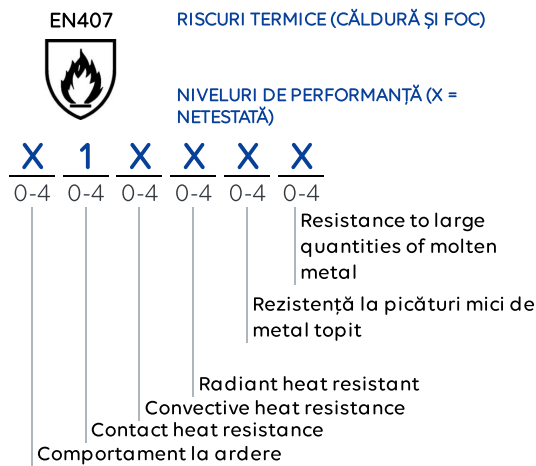 EN407
RISCURI TERMICE (CĂLDURĂ ȘI FOC)
NIVELURI DE PERFORMANȚĂ (X =
NETESTATĂ)
X 1 X X X X
0-4 0-4 0-4 0-4 0-4 0-4
Resistance to large
quantities of molten
metal
Rezistență la picături mici de
metal topit
Radiant heat resistant
Convective heat resistance
Contact heat resistance
Comportament la ardere